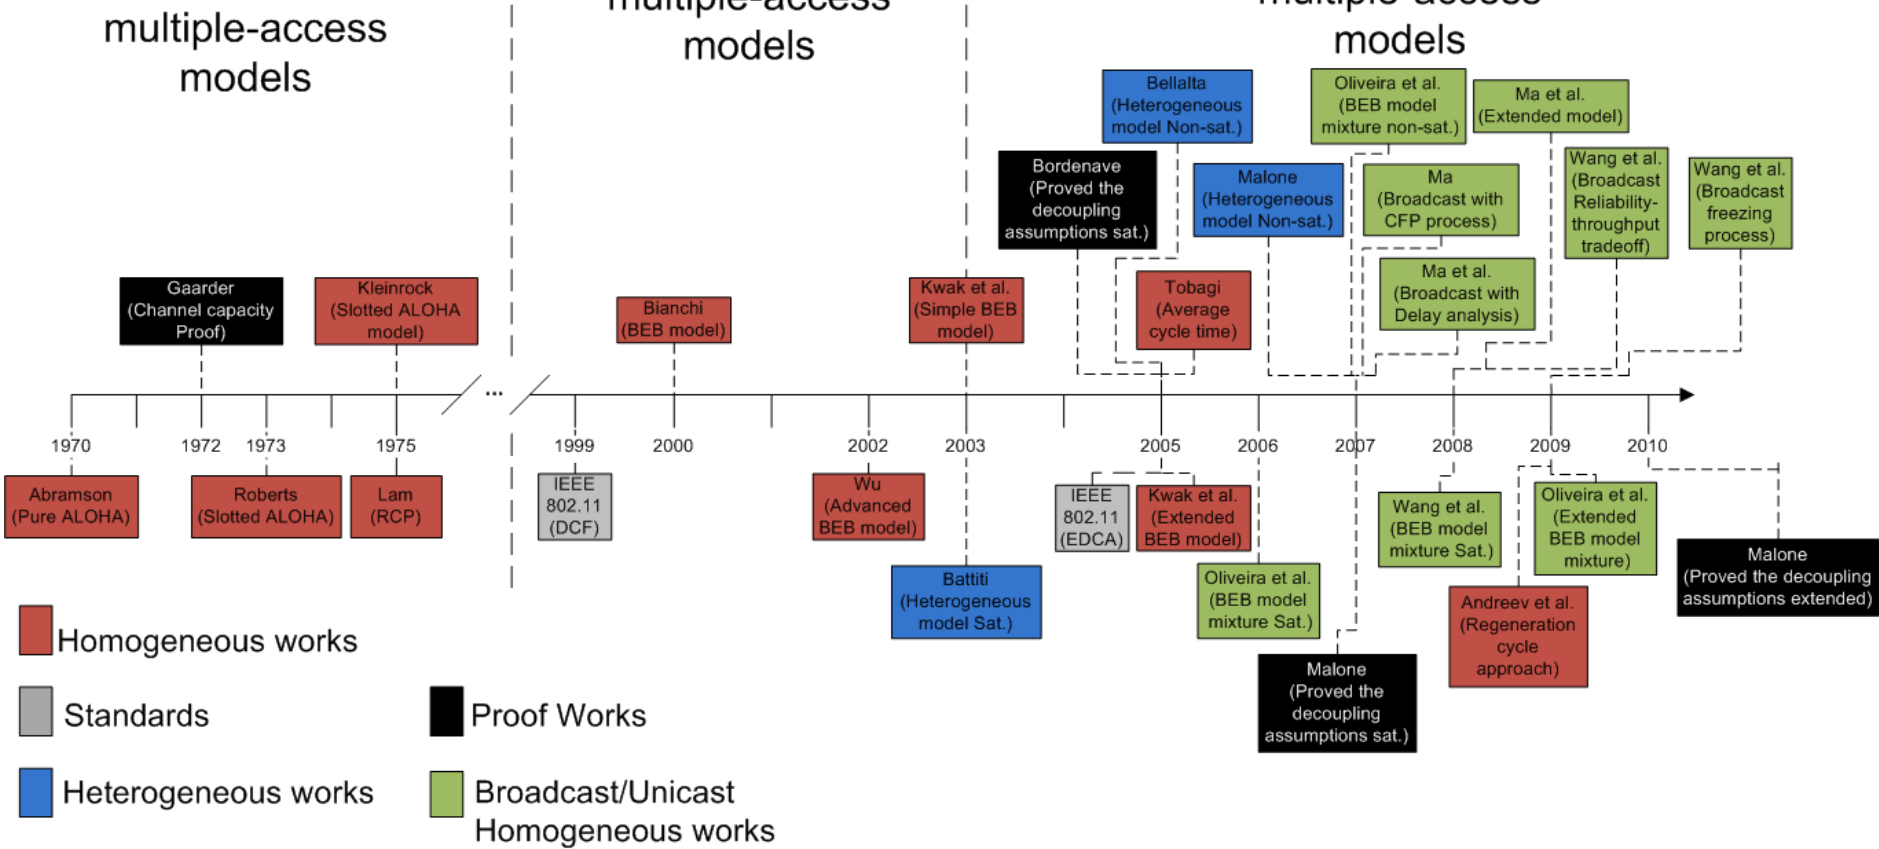 multiple-access
models
multiple-access
models
multiple-access
models
Bellalta
(Heterogeneous
model Non-sat.)
Oliveira et al.
(BEB model
mixture non-sat.)
Ma et al.
(Extended model)
Bordenave
(Proved the
decoupling
assumptions sat.)
Malone
(Heterogeneous
model Non-sat.)
Ma
(Broadcast with
CFP process)
Wang et al.
(Broadcast
Reliability-
throughput
tradeoff)
Wang et al.
(Broadcast
freezing
process)
Gaarder
(Channel capacity
Proof)
Kleinrock
(Slotted ALOHA
model)
Bianchi
(BEB model)
Kwak et al.
(Simple BEB
model)
Tobagi
(Average
cycle time)
Ma et al.
(Broadcast with
Delay analysis)
...
1970
1972
1973
1975
1999
2000
2002
2003
2005
2006
2007
2008
2009
2010
Abramson
(Pure ALOHA)
Roberts
(Slotted ALOHA)
Lam
(RCP)
IEEE
802.11
(DCF)
Wu
(Advanced
BEB model)
IEEE
802.11
(EDCA)
Kwak et al.
(Extended
BEB model)
Wang et al.
(BEB model
mixture Sat.)
Oliveira et al.
(Extended
BEB model
mixture)
Battiti
(Heterogeneous
model Sat.)
Oliveira et al.
(BEB model
mixture Sat.)
Andreev et al.
(Regeneration
cycle
approach)
Malone
(Proved the decoupling
assumptions extended)
Malone
(Proved the
decoupling
assumptions sat.)
Homogeneous works
Standards
Proof Works
Heterogeneous works
Broadcast/Unicast
Homogeneous works